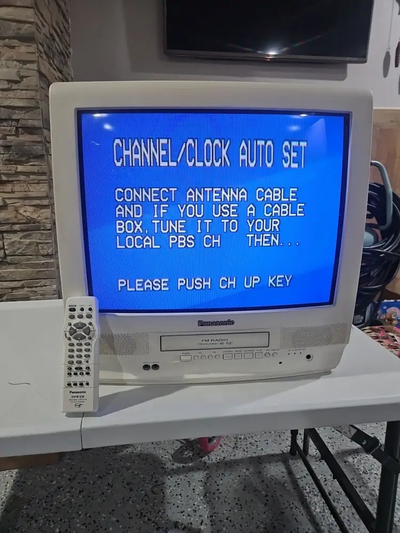 CHANNEL/CLOCK AUTO SET
CONNECT ANTENNA CABLE
AND IF YOU USE A CABLE
BOX,TUNE IT TO YOUR
LOCAL PBS CH THEN...
PLEASE PUSH CH UP KEY
Panasonic
FM RADIO
Panasonic